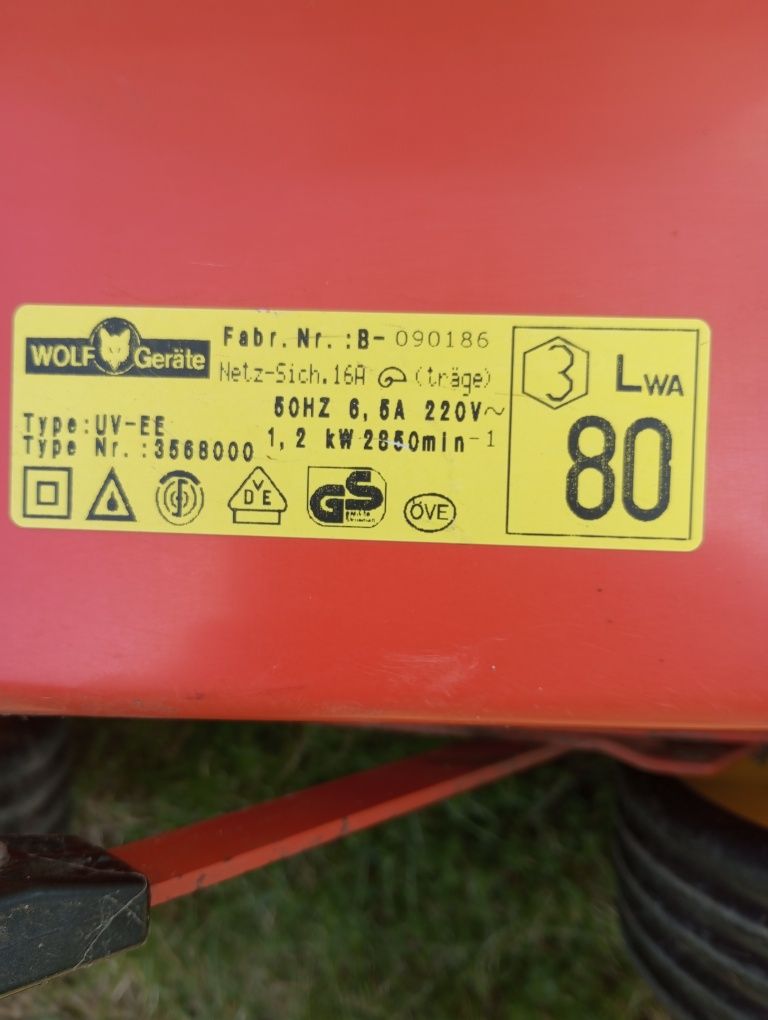 WOLF Geräte
Fabr.Nr.:B- 090186
Netz-Sich.16A (träge)
50HZ 6,5A 220V~
1,2 kW 2850min-1
Type:UV-EE
Type Nr.:3568000
VDE
GS
ÖVE
3 LWA
80